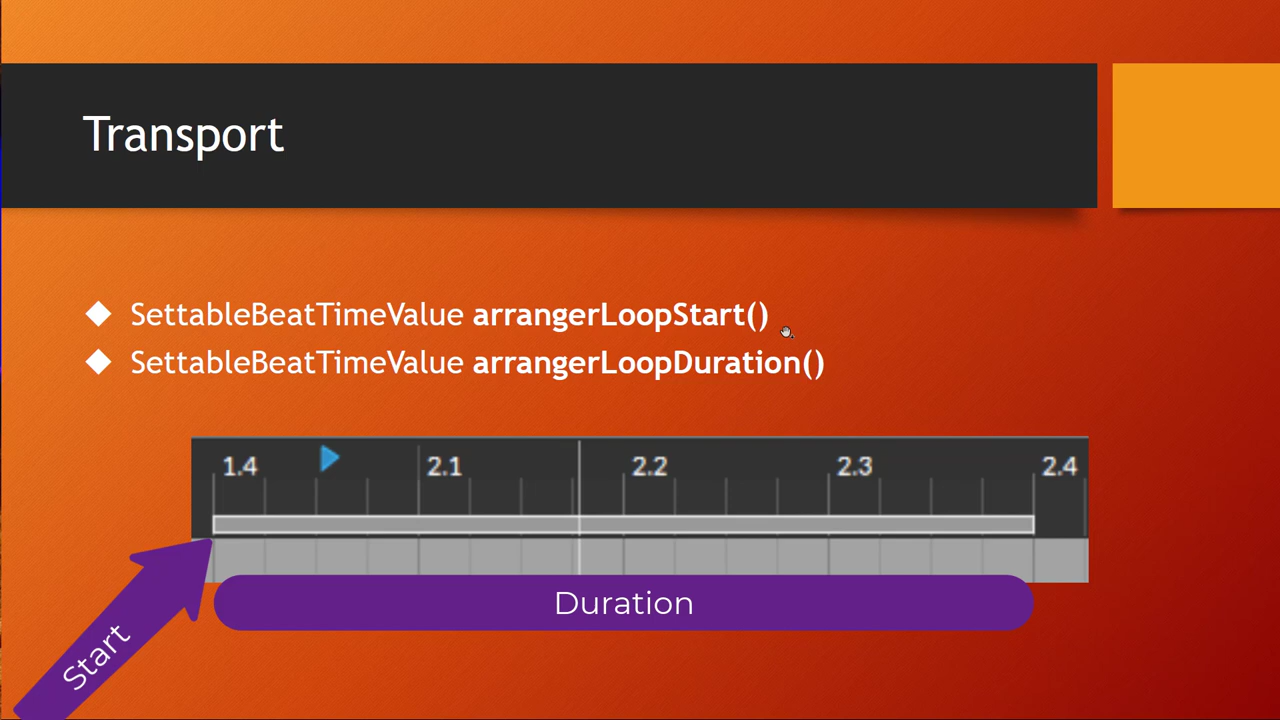 Transport
SettableBeatTimeValue arrangerLoopStart()
SettableBeatTimeValue arrangerLoopDuration()
1.4 2.1 2.2 2.3 2.4
Duration
Start